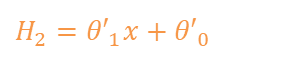 H₂ = θ′₁x + θ′₀